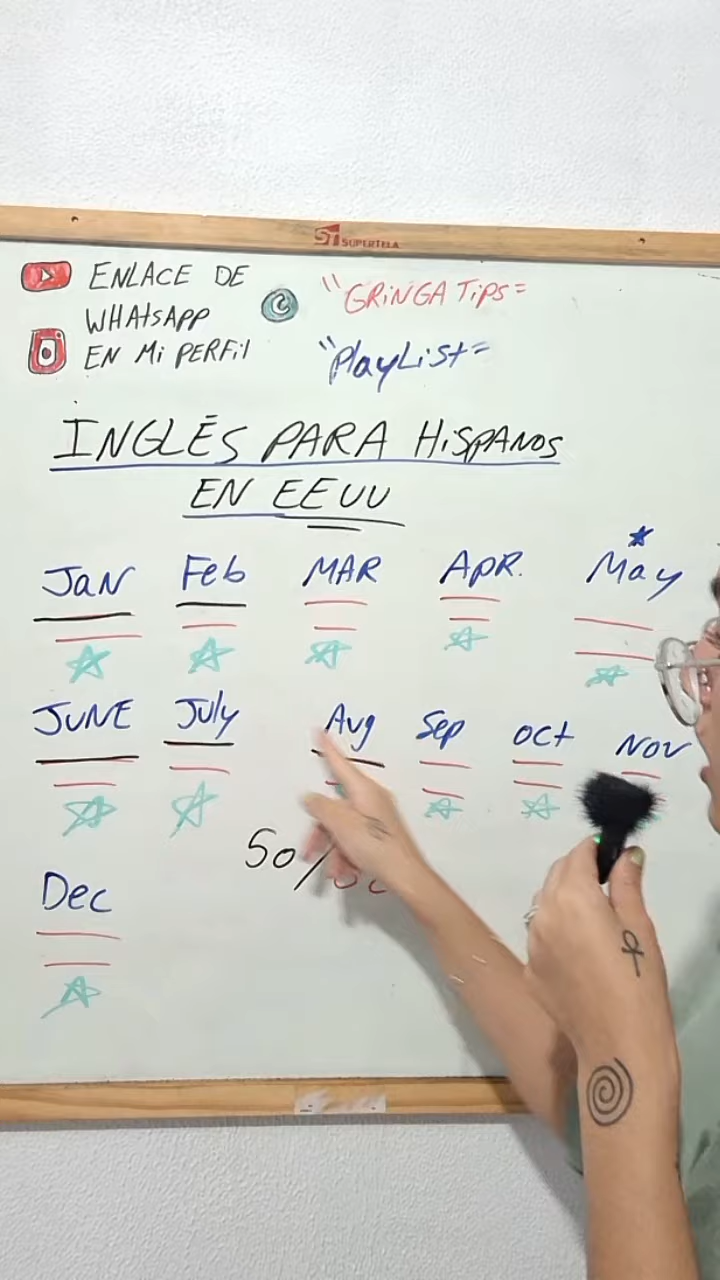 SUPERTELA
ENLACE DE
WHATSAPP
EN Mi PERFil
"GRiNGA TiPS"
"PlayList"
INGLÉS PARA HiSPANOS
EN EEUU
JaN Feb MAR APR. May
JUNE July Aug Sep oct NOV
50/
Dec